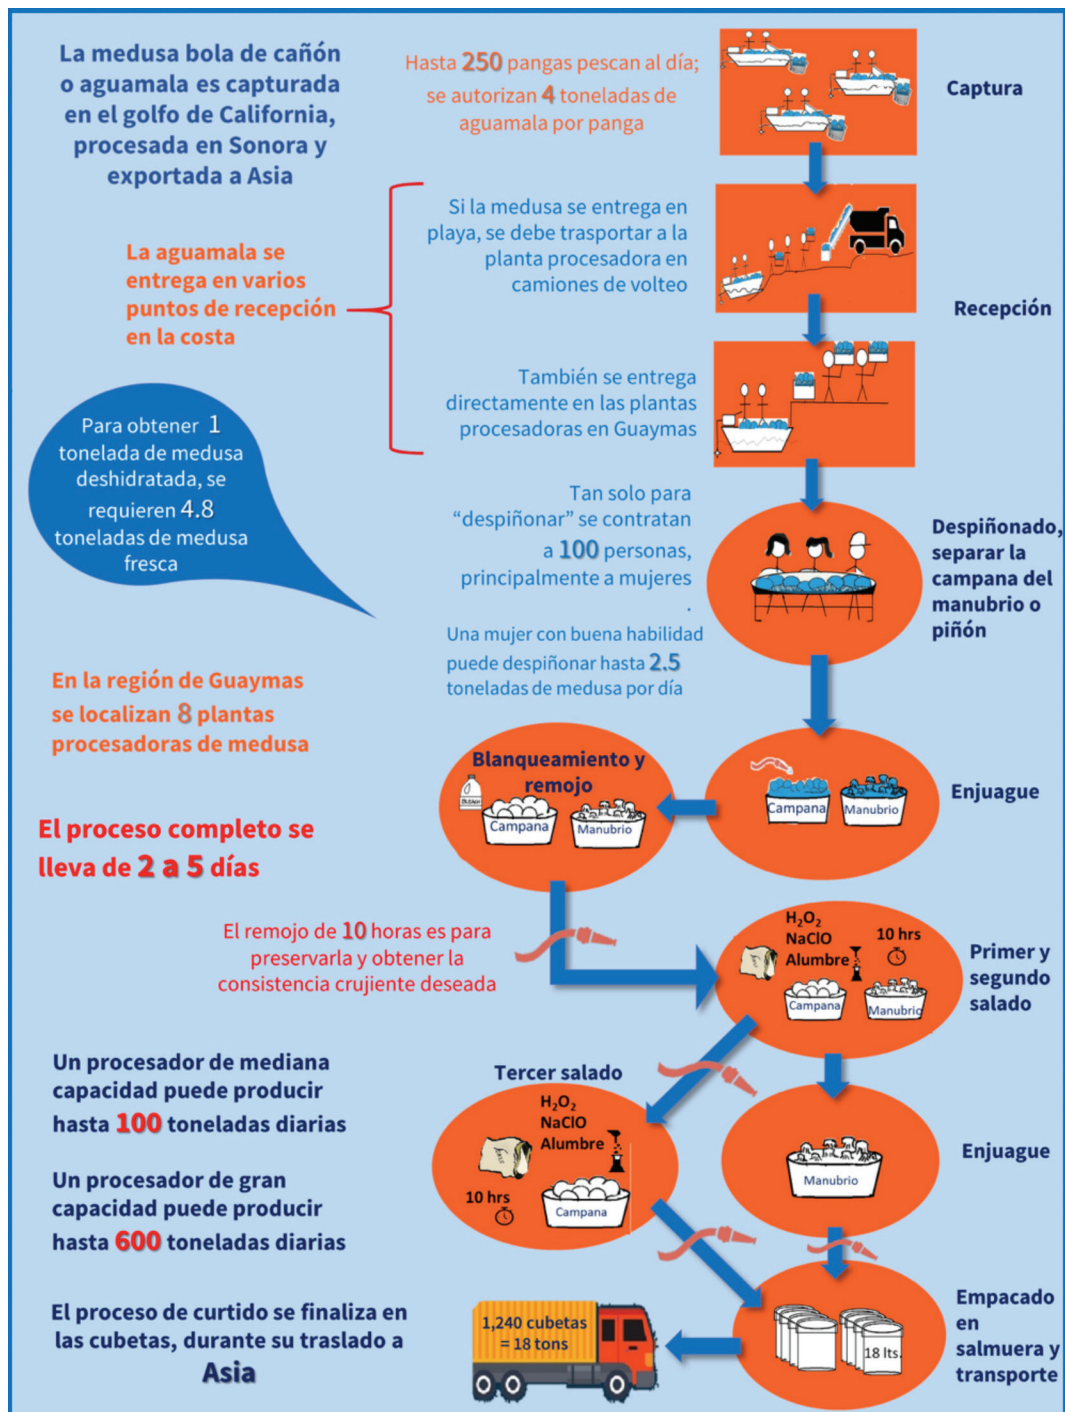 La medusa bola de cañón
o aguamala es capturada
en el golfo de California,
procesada en Sonora y
exportada a Asia
Hasta 250 pangas pescan al día;
se autorizan 4 toneladas de
aguamala por panga
Captura
Si la medusa se entrega en
playa, se debe trasportar a la
planta procesadora en
camiones de volteo
La aguamala se
entrega en varios
puntos de recepción
en la costa
Recepción
También se entrega
directamente en las plantas
procesadoras en Guaymas
Para obtener 1
tonelada de medusa
deshidratada, se
requieren 4.8
toneladas de medusa
fresca
Tan solo para
“despiñonar” se contratan
a 100 personas,
principalmente a mujeres
.
Una mujer con buena habilidad
puede despiñonar hasta 2.5
toneladas de medusa por día
Despiñonado,
separar la
campana del
manubrio o
piñón
En la región de Guaymas
se localizan 8 plantas
procesadoras de medusa
Blanqueamiento y
remojo
BLEACH
Campana
Manubrio
Campana
Manubrio
Enjuague
El proceso completo se
lleva de 2 a 5 días
El remojo de 10 horas es para
preservarla y obtener la
consistencia crujiente deseada
H₂O₂
NaClO
Alumbre
10 hrs
Campana
Manubrio
Primer y
segundo
salado
Un procesador de mediana
capacidad puede producir
hasta 100 toneladas diarias
Tercer salado
H₂O₂
NaClO
Alumbre
10 hrs
Campana
Manubrio
Enjuague
Un procesador de gran
capacidad puede producir
hasta 600 toneladas diarias
El proceso de curtido se finaliza en
las cubetas, durante su traslado a
Asia
1,240 cubetas
= 18 tons
18 lts.
Empacado
en
salmuera y
transporte